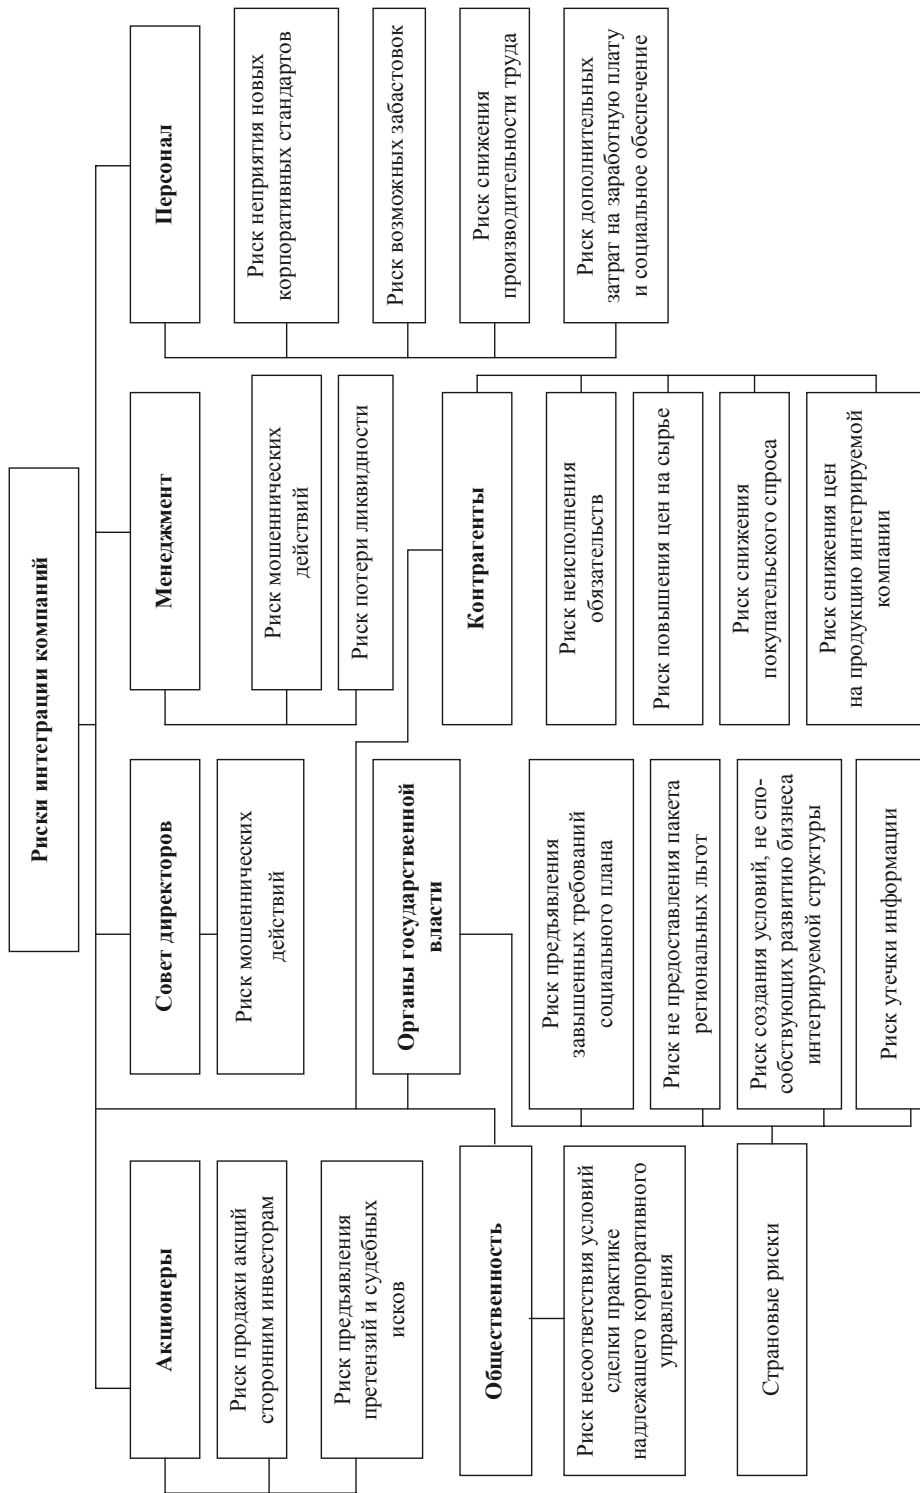 Риски интеграции компаний
Акционеры
Риск продажи акций
сторонним инвесторам
Риск предъявления
претензий и судебных
исков
Совет директоров
Риск мошеннических
действий
Менеджмент
Риск мошеннических
действий
Риск потери ликвидности
Персонал
Риск неприятия новых
корпоративных стандартов
Риск возможных забастовок
Риск снижения
производительности труда
Риск дополнительных
затрат на заработную плату
и социальное обеспечение
Общественность
Риск несоответствия условий
сделки практике
надлежащего корпоративного
управления
Страновые риски
Органы государственной
власти
Риск предъявления
завышенных требований
социального плана
Риск не предоставления пакета
региональных льгот
Риск создания условий, не спо-
собствующих развитию бизнеса
интегрируемой структуры
Риск утечки информации
Контрагенты
Риск неисполнения
обязательств
Риск повышения цен на сырье
Риск снижения
покупательского спроса
Риск снижения цен
на продукцию интегрируемой
компании